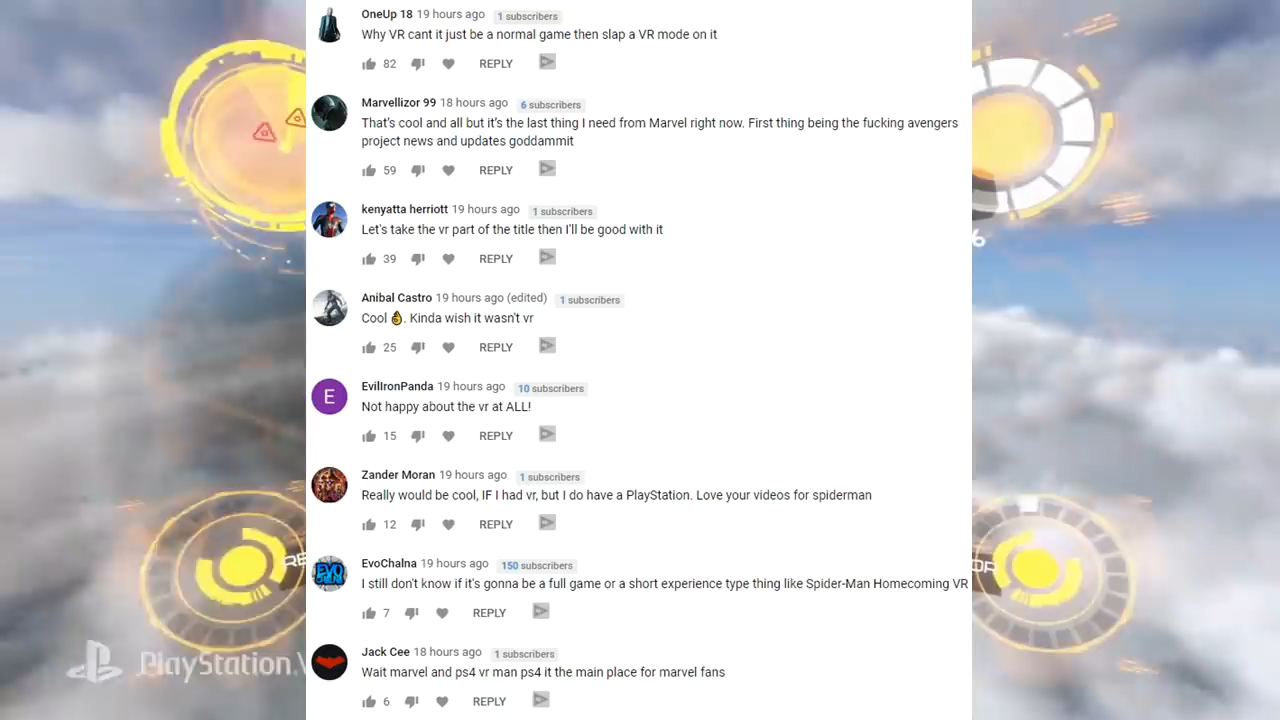 OneUp 18 19 hours ago 1 subscribers
Why VR cant it just be a normal game then slap a VR mode on it
82 REPLY
Marvellizor 99 18 hours ago 6 subscribers
That's cool and all but it's the last thing I need from Marvel right now. First thing being the fucking avengers
project news and updates goddammit
59 REPLY
kenyatta herriott 19 hours ago 1 subscribers
Let's take the vr part of the title then I'll be good with it
39 REPLY
Anibal Castro 19 hours ago (edited) 1 subscribers
Cool👌. Kinda wish it wasn't vr
25 REPLY
EvilIronPanda 19 hours ago 10 subscribers
E
Not happy about the vr at ALL!
15 REPLY
Zander Moran 19 hours ago 1 subscribers
Really would be cool, IF I had vr, but I do have a PlayStation. Love your videos for spiderman
12 REPLY
EvoChalna 19 hours ago 150 subscribers
EVO
I still don't know if it's gonna be a full game or a short experience type thing like Spider-Man Homecoming VR
7 REPLY
Jack Cee 18 hours ago 1 subscribers
Wait marvel and ps4 vr man ps4 it the main place for marvel fans
6 REPLY
PlayStation.